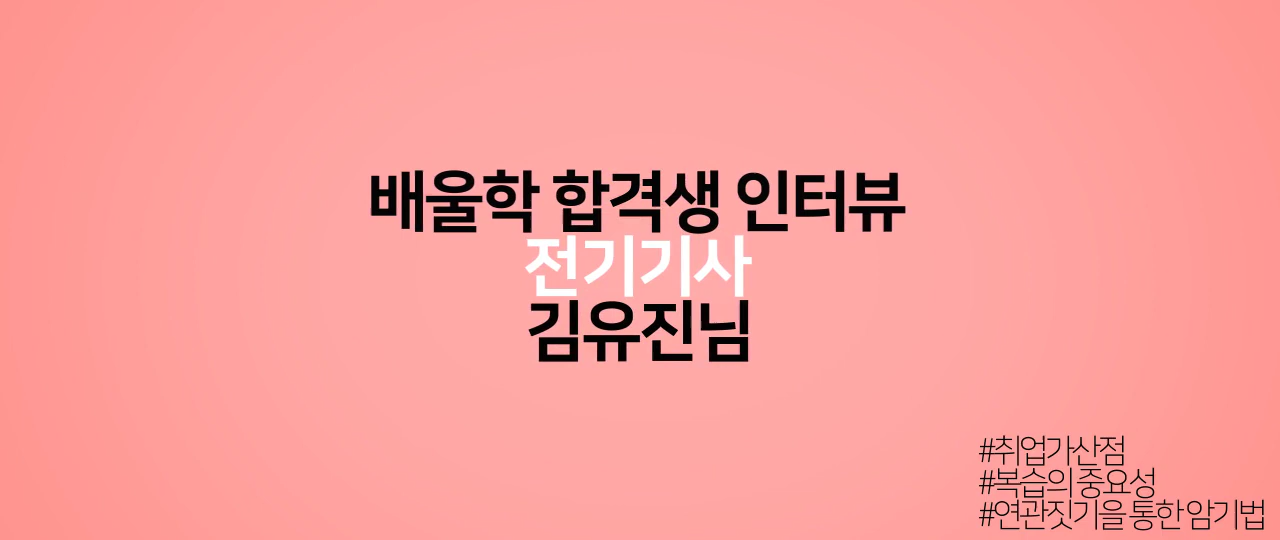 배울학 합격생 인터뷰
전기기사
김유진님
#취업가산점
#복습의 중요성
#연관짓기을 통한 암기법